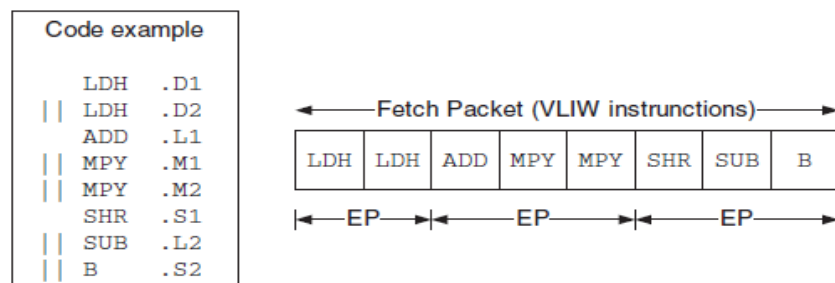 Code example
LDH .D1
|| LDH .D2
ADD .L1
|| MPY .M1
|| MPY .M2
SHR .S1
|| SUB .L2
|| B .S2
Fetch Packet (VLIW instrunctions)
LDH LDH ADD MPY MPY SHR SUB B
EP EP EP